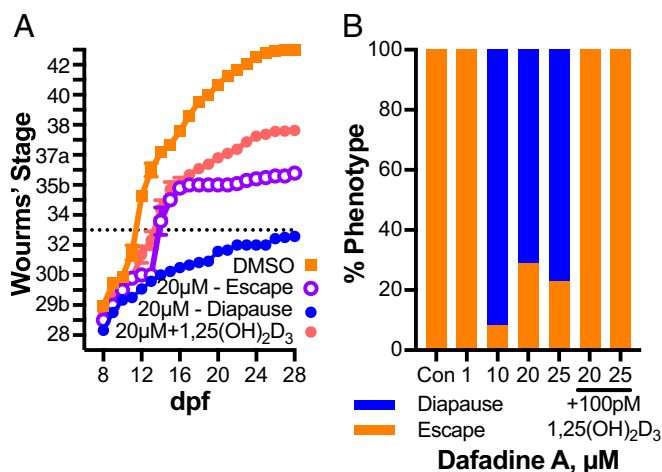 A
Wourms' Stage
42
40
38
37a
35b
34
32
30b
29b
28
8 12 16 20 24 28
dpf
DMSO
20µM - Escape
20µM - Diapause
20µM+1,25(OH)₂D₃
B
% Phenotype
100
80
60
40
20
0
Con 1 10 20 25 20 25
Diapause
Escape
+100pM
1,25(OH)₂D₃
Dafadine A, µM